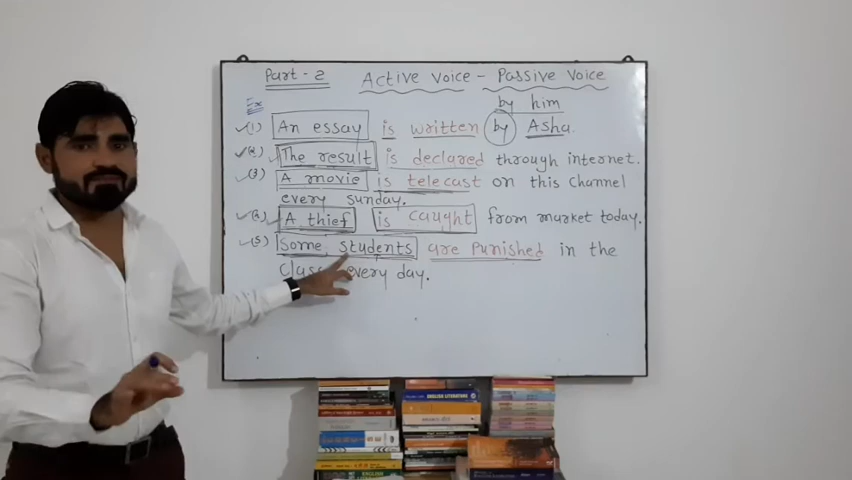 Part - 2 Active Voice - Passive Voice
Ex by him
(1) An essay is written by Asha.
(2) The result is declared through internet.
(3) A movie is telecast on this Channel
every sunday.
A thief is caught from market today.
(5) Some students are Punished in the
Class every day.
ENGLISH LITERATURE
ENGLISH